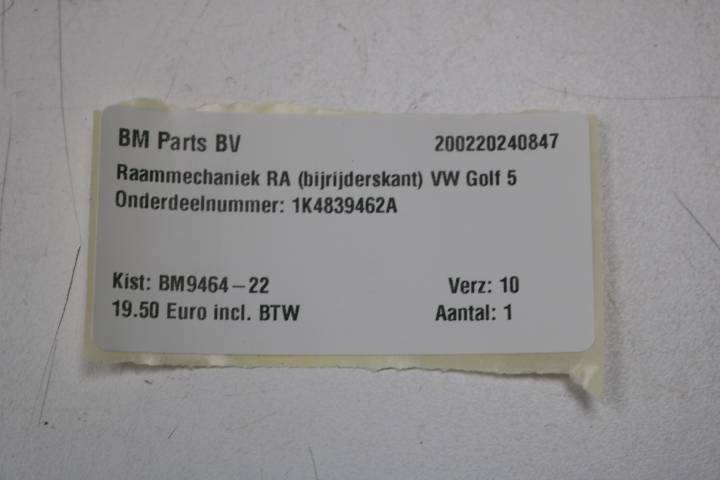 BM Parts BV 200220240847
Raammechaniek RA (bijrijderskant) VW Golf 5
Onderdeelnummer: 1K4839462A
Kist: BM9464-22 Verz: 10
19.50 Euro incl. BTW Aantal: 1